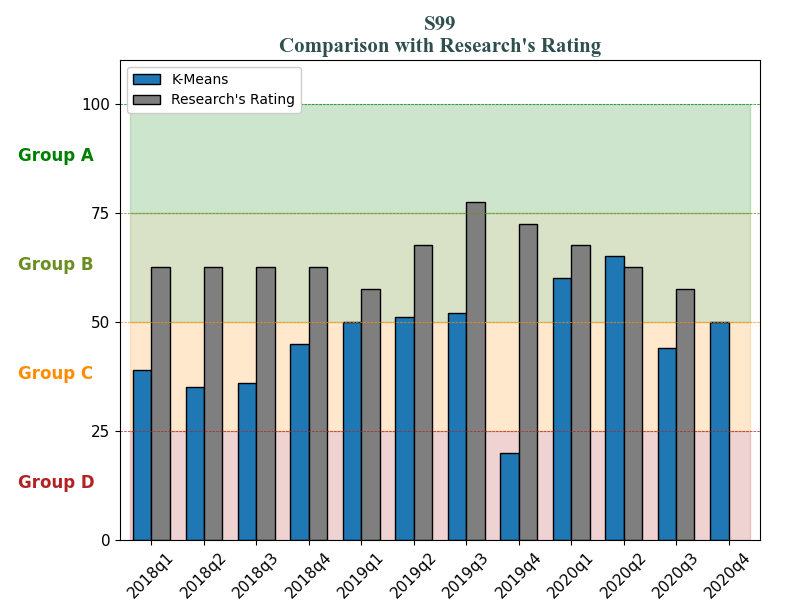 S99
Comparison with Research's Rating
K-Means
Research's Rating
100
Group A
75
Group B
50
Group C
25
Group D
0
2018q1
2018q2
2018q3
2018q4
2019q1
2019q2
2019q3
2019q4
2020q1
2020q2
2020q3
2020q4